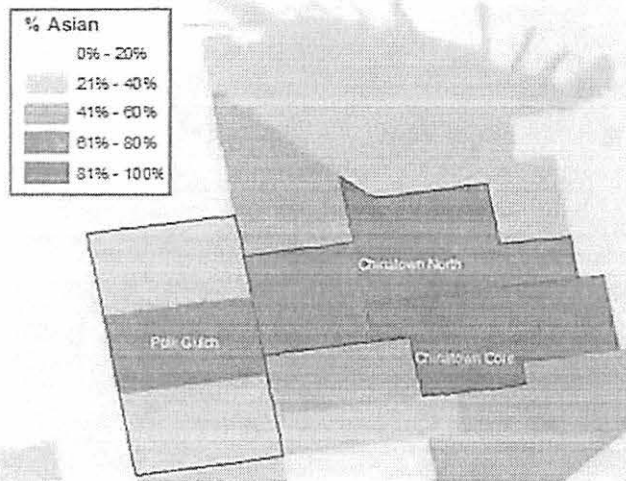 % Asian
0% - 20%
21% - 40%
41% - 60%
61% - 80%
81% - 100%
Chinatown North
Polk Gulch
Chinatown Core